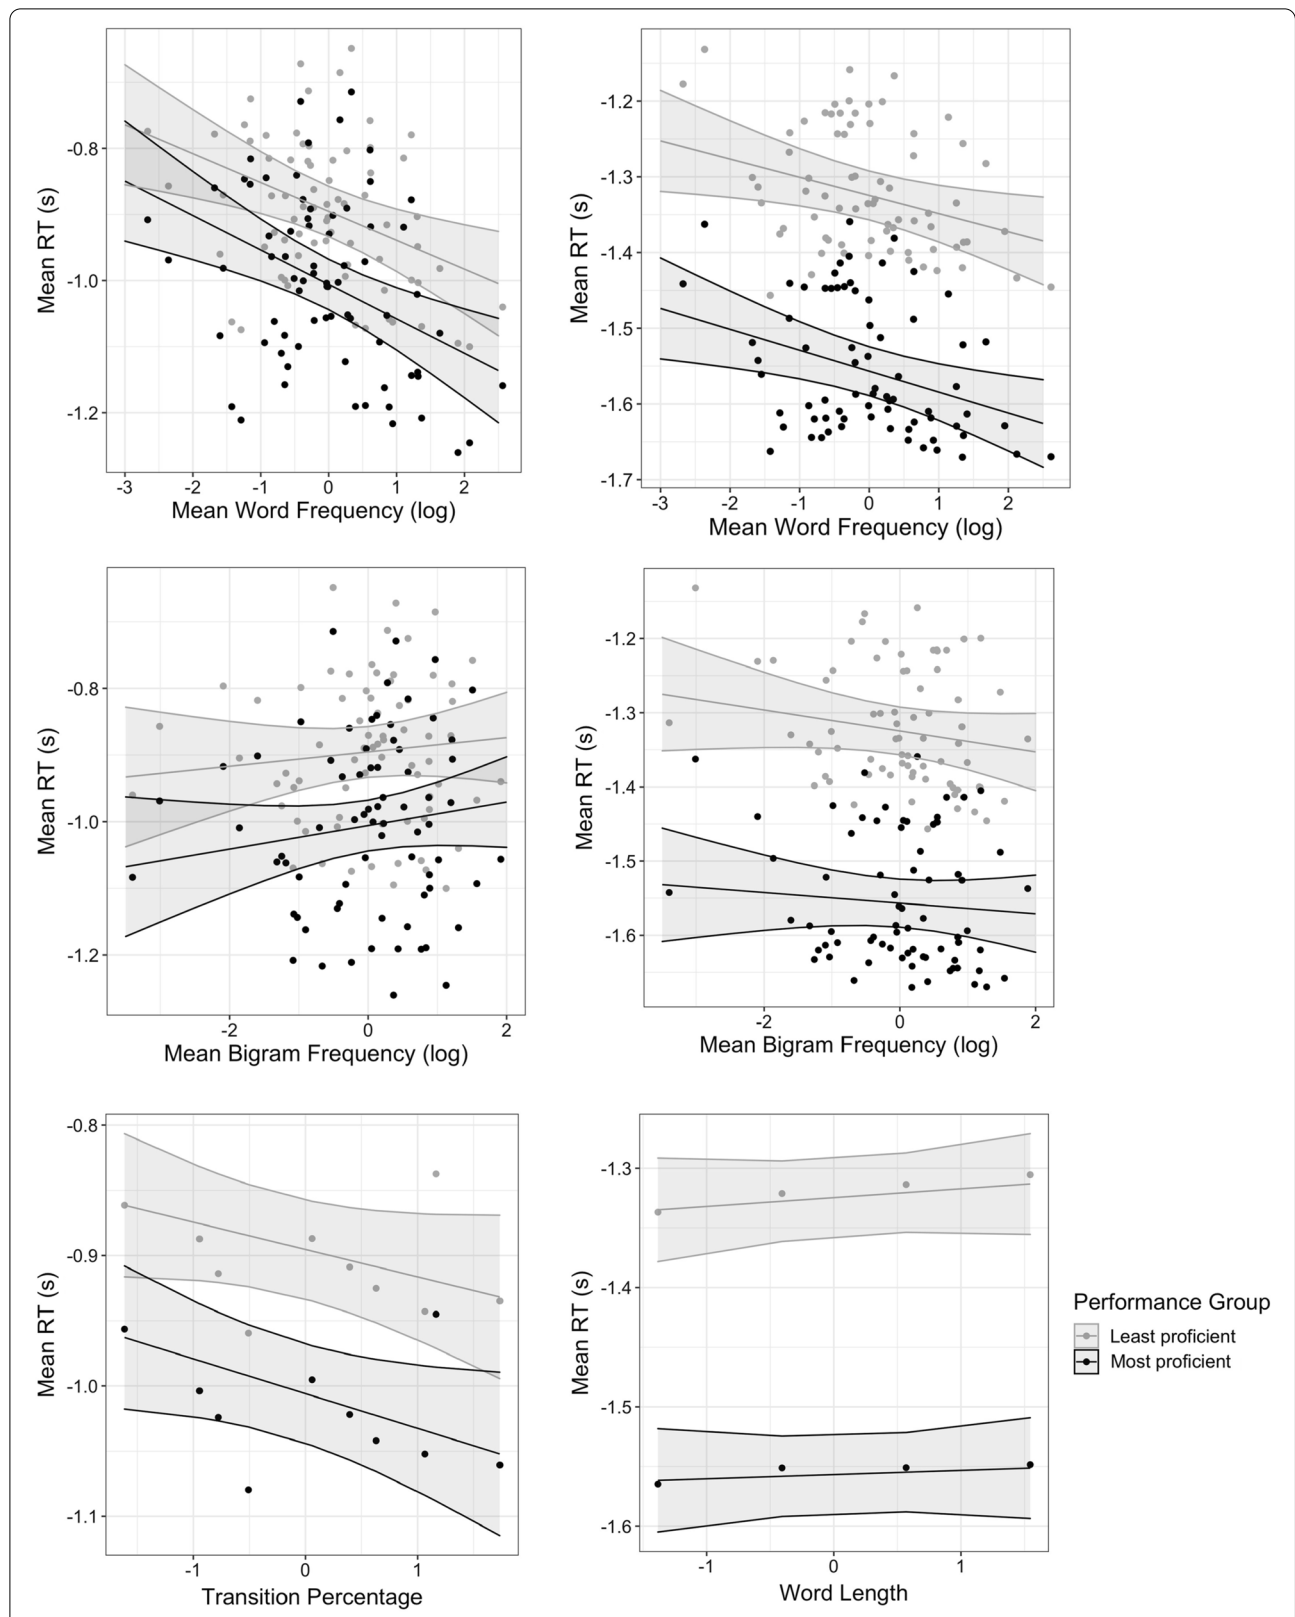 -0.8
-1.0
-1.2
Mean RT (s)
-3 -2 -1 0 1 2
Mean Word Frequency (log)
-1.2
-1.3
-1.4
-1.5
-1.6
-1.7
Mean RT (s)
-3 -2 -1 0 1 2
Mean Word Frequency (log)
-0.8
-1.0
-1.2
Mean RT (s)
-2 0 2
Mean Bigram Frequency (log)
-1.2
-1.3
-1.4
-1.5
-1.6
Mean RT (s)
-2 0 2
Mean Bigram Frequency (log)
-0.8
-0.9
-1.0
-1.1
Mean RT (s)
-1 0 1
Transition Percentage
-1.3
-1.4
-1.5
-1.6
Mean RT (s)
-1 0 1
Word Length
Performance Group
Least proficient
Most proficient